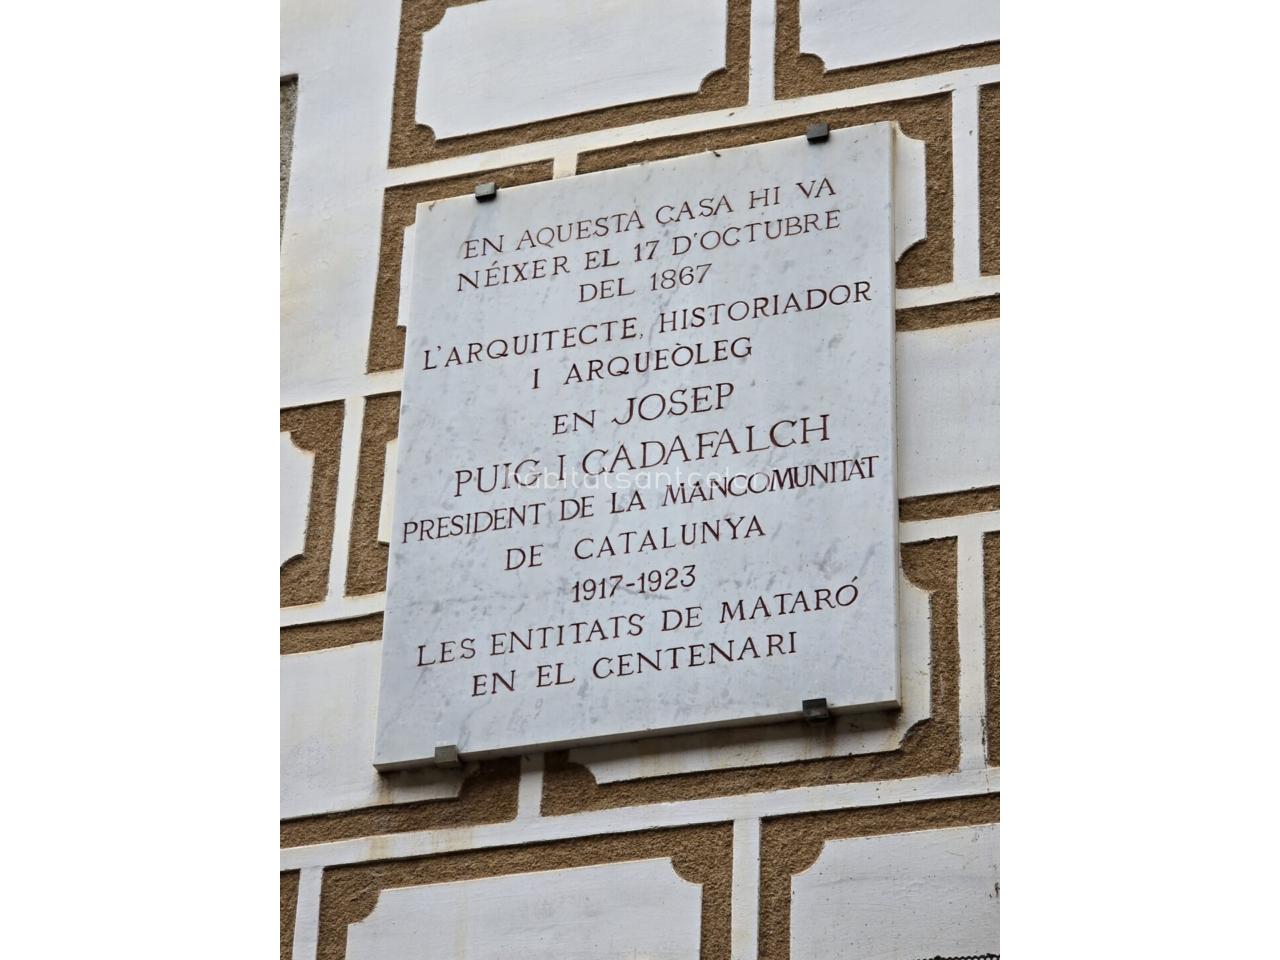 EN AQUESTA CASA HI VA
NÉIXER EL 17 D'OCTUBRE
DEL 1867
L'ARQUITECTE, HISTORIADOR
I ARQUEÒLEG
EN JOSEP
PUIG I CADAFALCH
habitatsantceloni
PRESIDENT DE LA MANCOMUNITAT
DE CATALUNYA
1917-1923
LES ENTITATS DE MATARÓ
EN EL CENTENARI